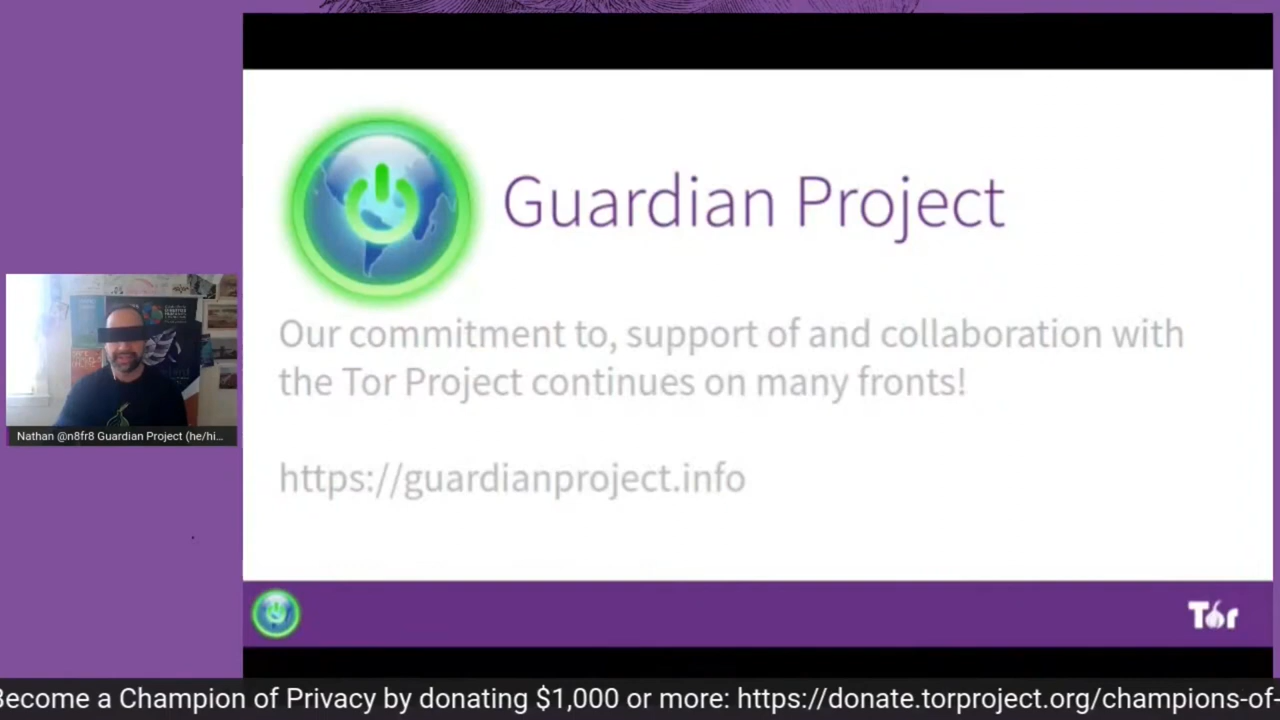 Guardian Project
Our commitment to, support of and collaboration with
the Tor Project continues on many fronts!
https://guardianproject.info
Nathan @n8fr8 Guardian Project (he/hi...
Tor
Become a Champion of Privacy by donating $1,000 or more: https://donate.torproject.org/champions-of-